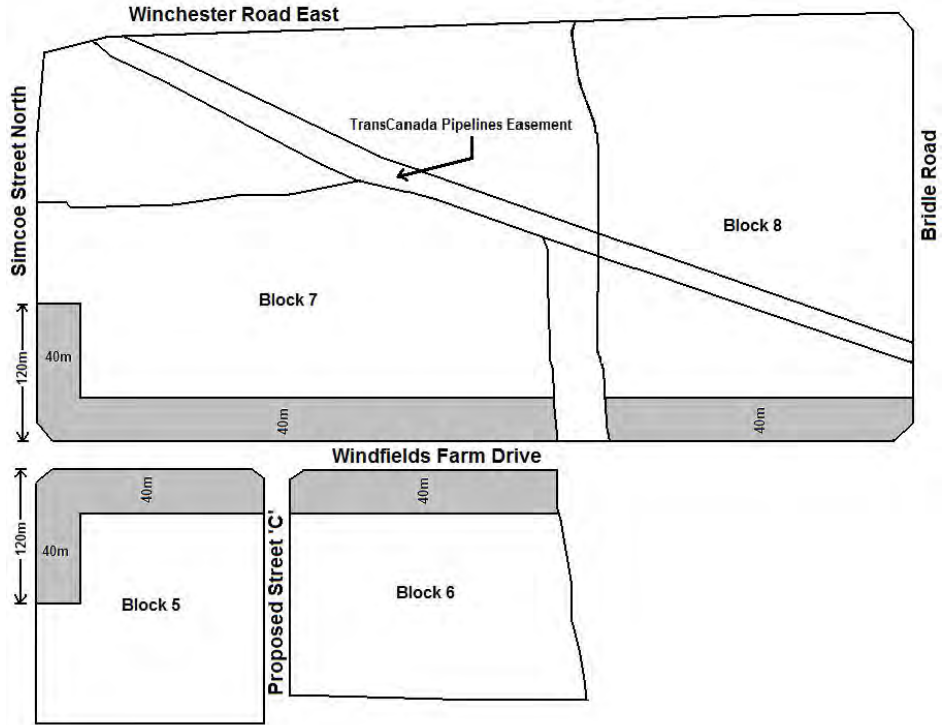 Winchester Road East
Simcoe Street North
TransCanada Pipelines Easement
Bridle Road
Block 8
Block 7
120m
40m
40m
40m
Windfields Farm Drive
120m
40m
40m
40m
Proposed Street 'C'
Block 5
Block 6